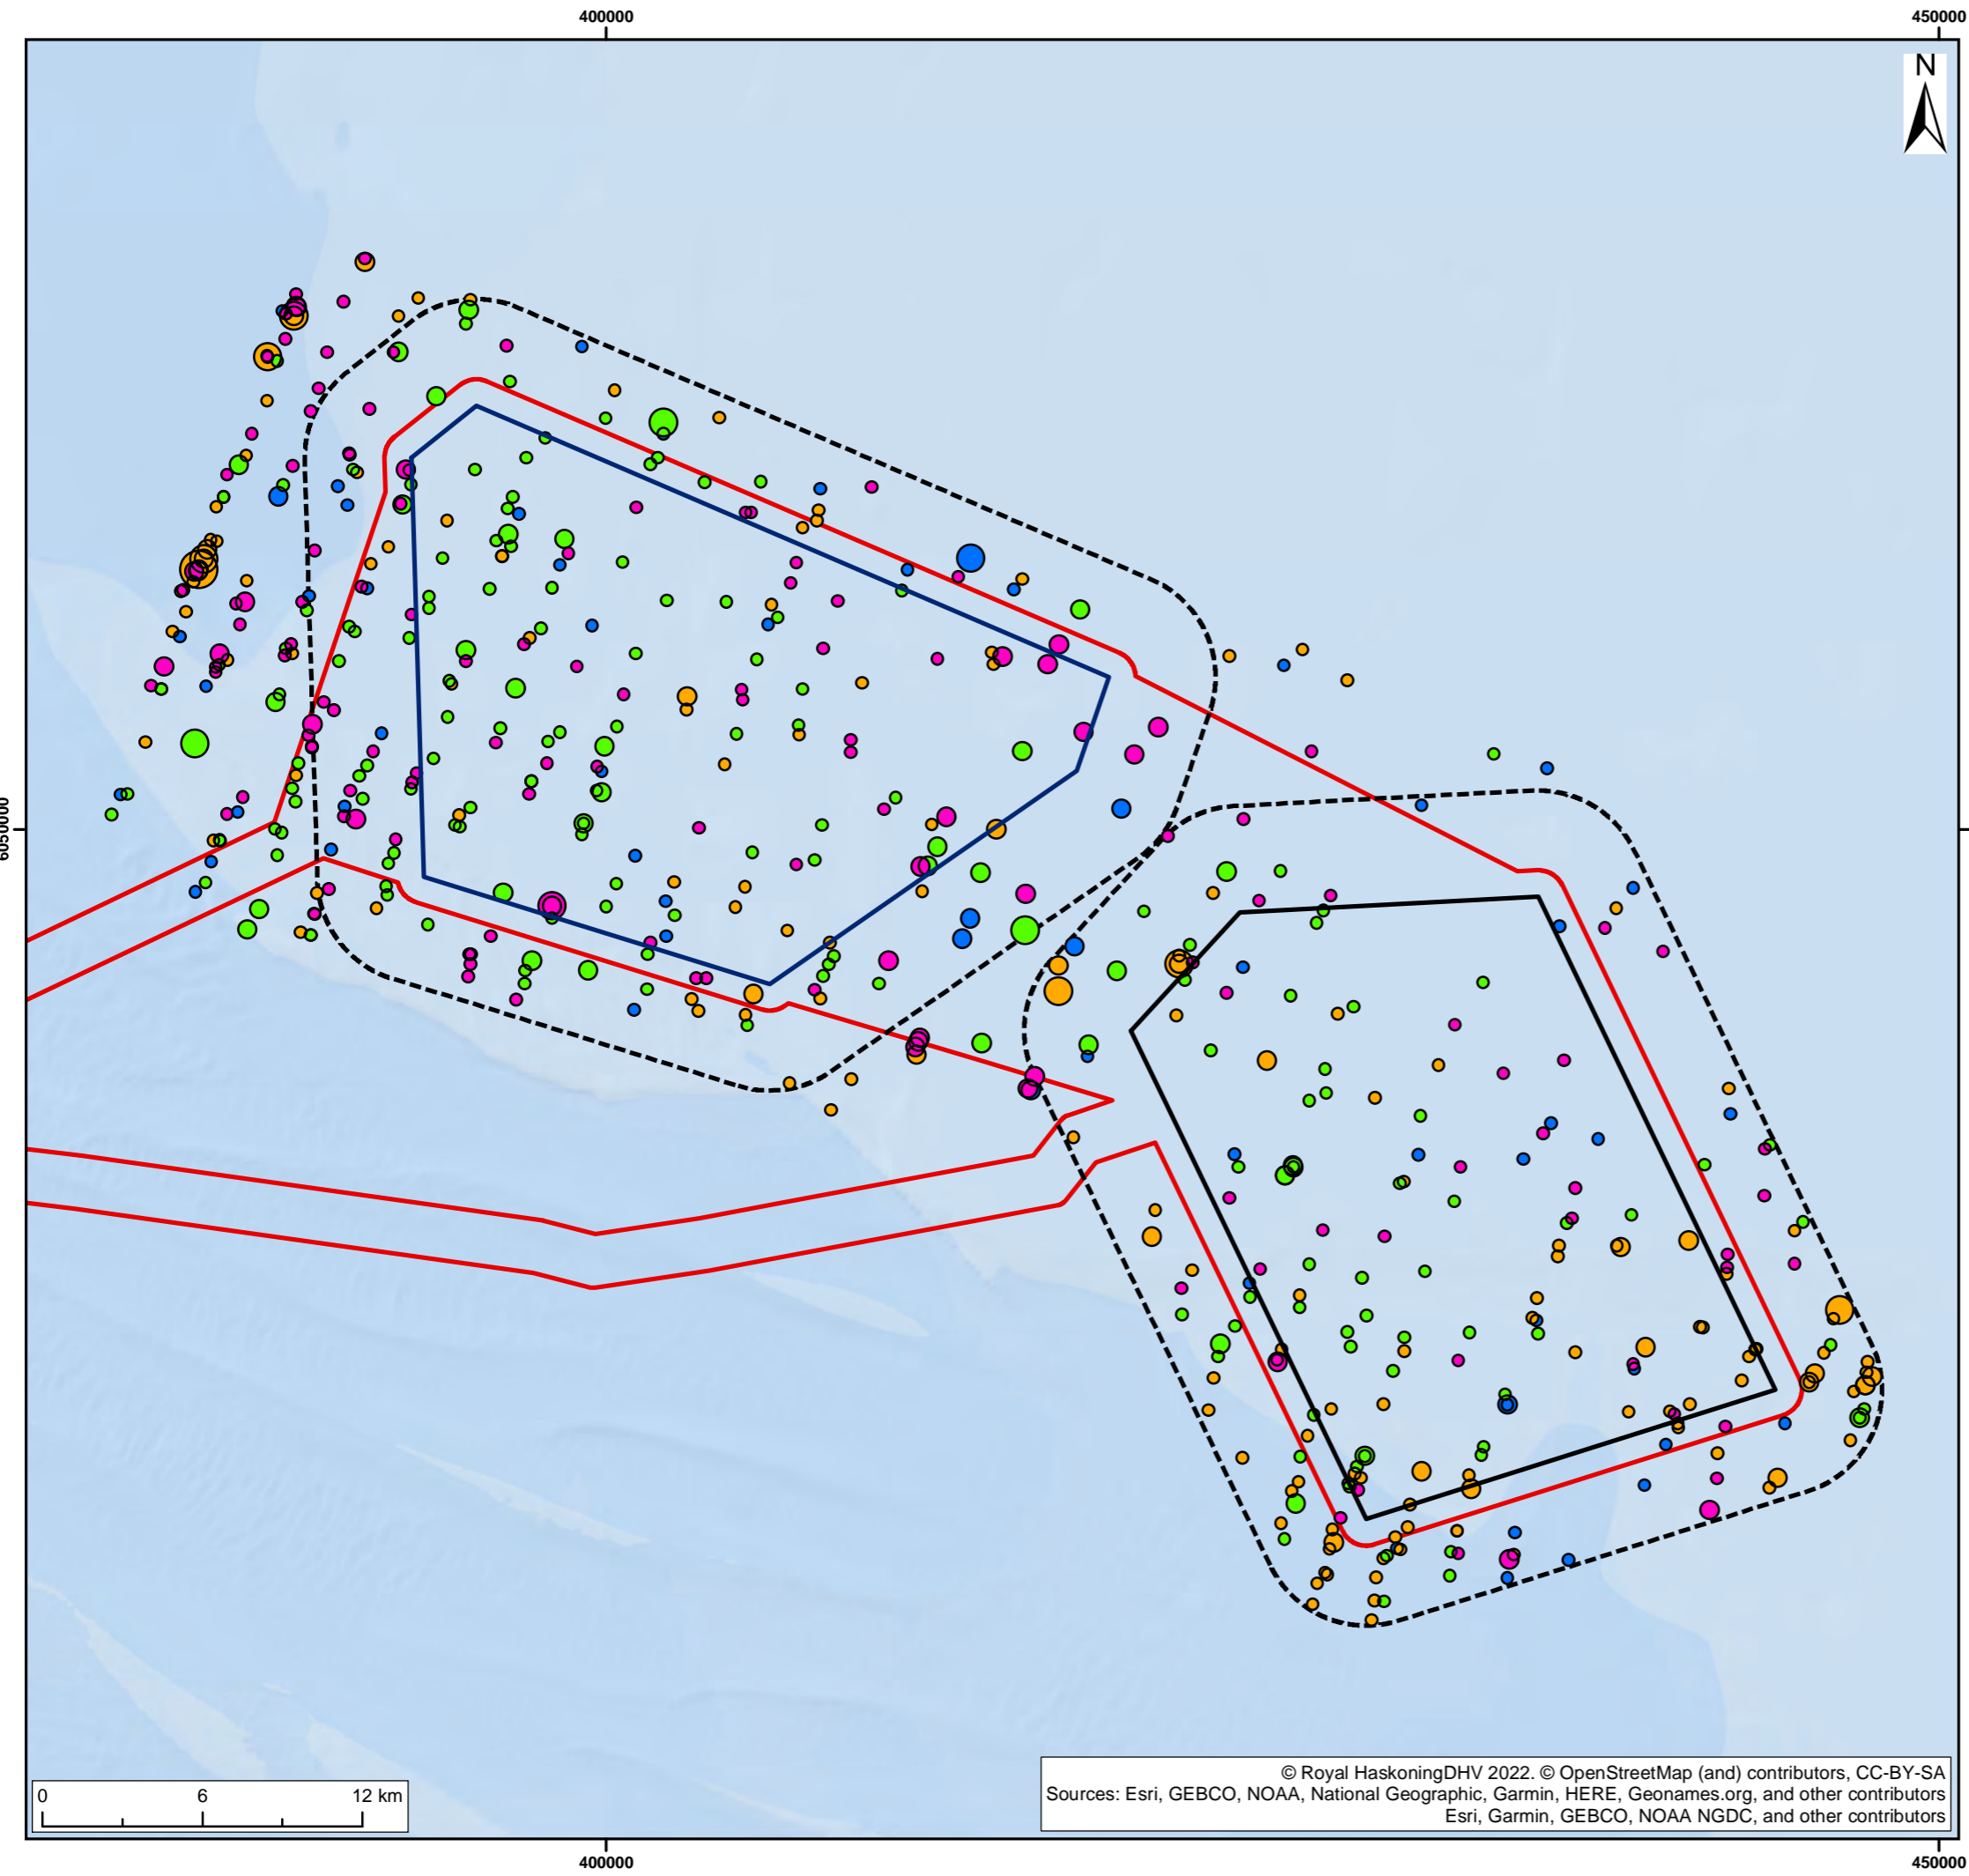 400000
450000
N
6050000
0
6
12 km
© Royal HaskoningDHV 2022. © OpenStreetMap (and) contributors, CC-BY-SA
Sources: Esri, GEBCO, NOAA, National Geographic, Garmin, HERE, Geonames.org, and other contributors
Esri, Garmin, GEBCO, NOAA NGDC, and other contributors
400000
450000